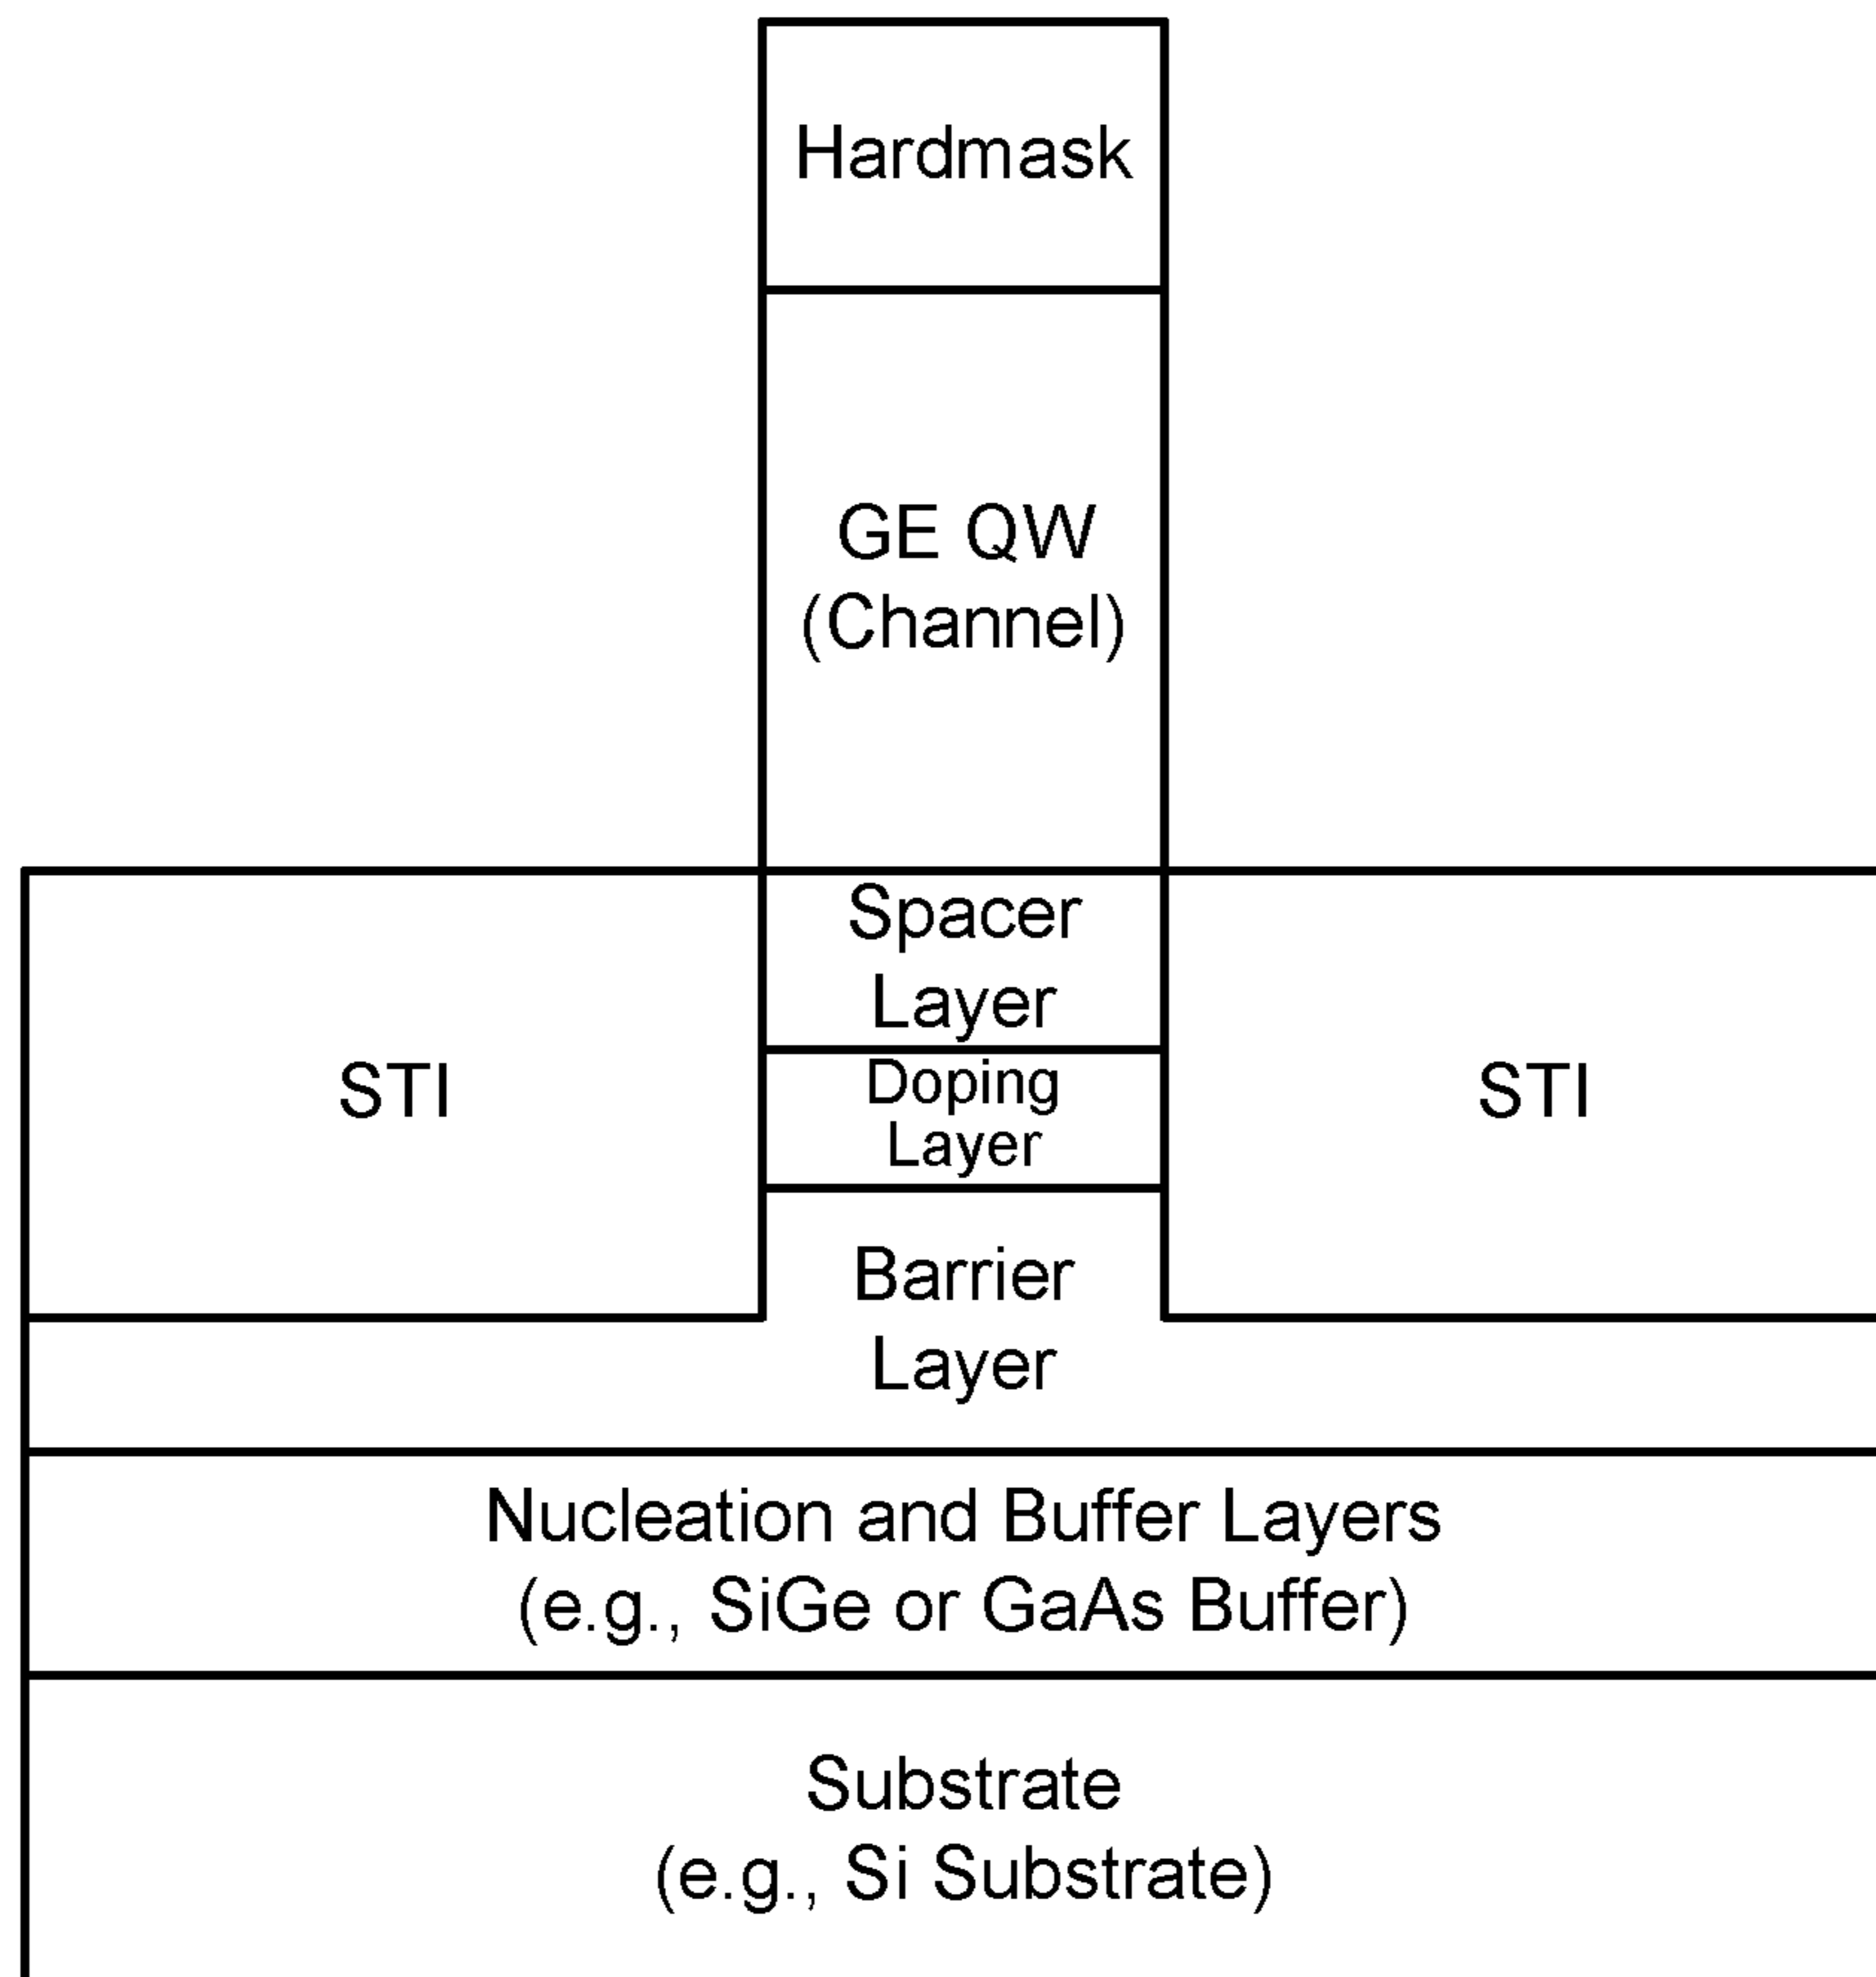 Hardmask
GE QW
(Channel)
Spacer
Layer
STI
Doping
Layer
STI
Barrier
Layer
Nucleation and Buffer Layers
(e.g., SiGe or GaAs Buffer)
Substrate
(e.g., Si Substrate)